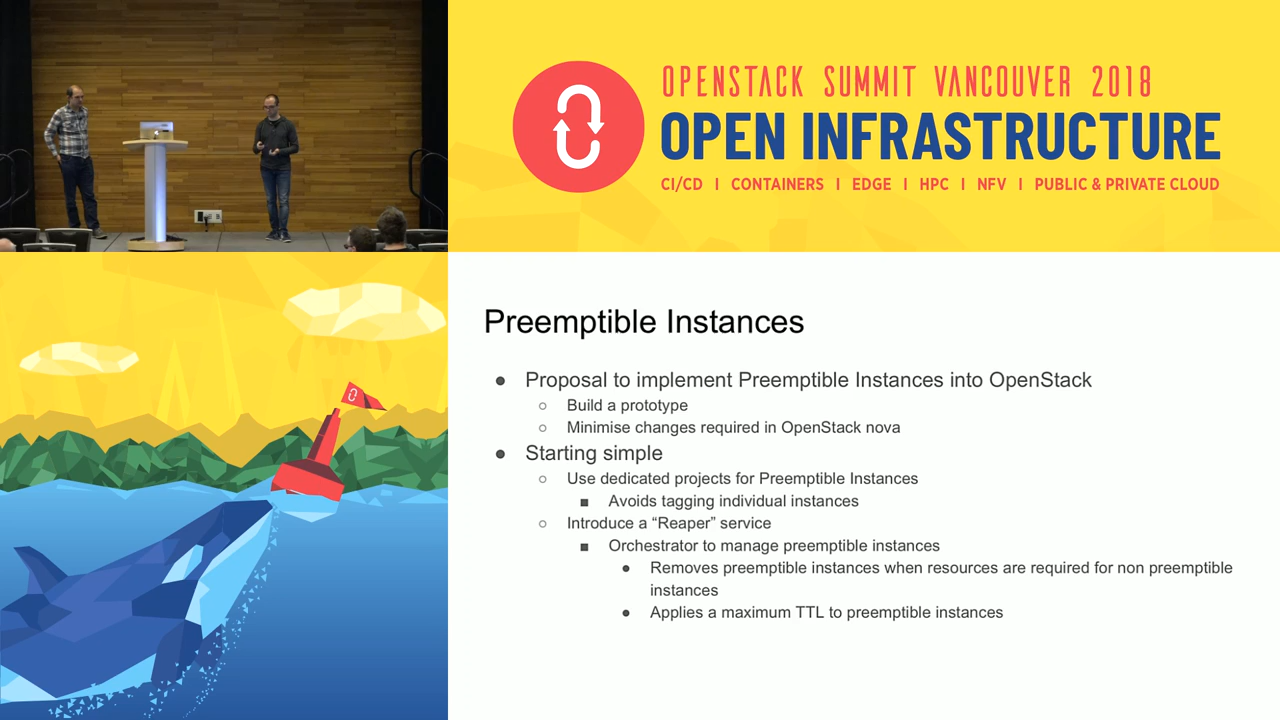 OPENSTACK SUMMIT VANCOUVER 2018
OPEN INFRASTRUCTURE
CI/CD I CONTAINERS I EDGE I HPC I NFV I PUBLIC & PRIVATE CLOUD
Preemptible Instances
● Proposal to implement Preemptible Instances into OpenStack
○ Build a prototype
○ Minimise changes required in OpenStack nova
● Starting simple
○ Use dedicated projects for Preemptible Instances
■ Avoids tagging individual instances
○ Introduce a “Reaper” service
■ Orchestrator to manage preemptible instances
● Removes preemptible instances when resources are required for non preemptible
instances
● Applies a maximum TTL to preemptible instances